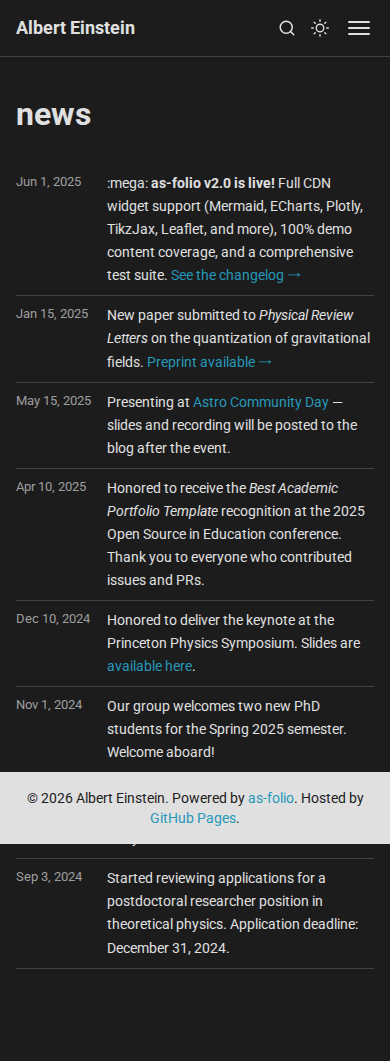 Albert Einstein
news
Jun 1, 2025
:mega: as-folio v2.0 is live! Full CDN
widget support (Mermaid, ECharts, Plotly,
TikzJax, Leaflet, and more), 100% demo
content coverage, and a comprehensive
test suite. See the changelog →
Jan 15, 2025
New paper submitted to Physical Review
Letters on the quantization of gravitational
fields. Preprint available →
May 15, 2025
Presenting at Astro Community Day —
slides and recording will be posted to the
blog after the event.
Apr 10, 2025
Honored to receive the Best Academic
Portfolio Template recognition at the 2025
Open Source in Education conference.
Thank you to everyone who contributed
issues and PRs.
Dec 10, 2024
Honored to deliver the keynote at the
Princeton Physics Symposium. Slides are
available here.
Nov 1, 2024
Our group welcomes two new PhD
students for the Spring 2025 semester.
Welcome aboard!
© 2026 Albert Einstein. Powered by as-folio. Hosted by
GitHub Pages.
Sep 3, 2024
Started reviewing applications for a
postdoctoral researcher position in
theoretical physics. Application deadline:
December 31, 2024.